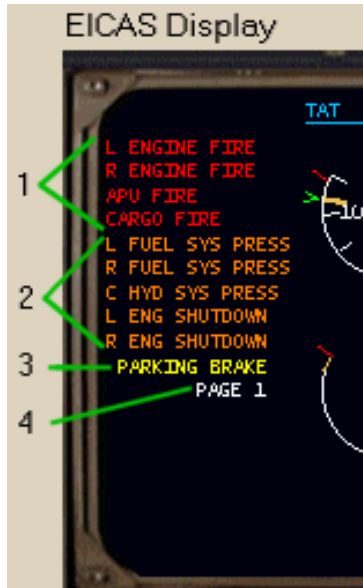 EICAS Display
TAT
L ENGINE FIRE
R ENGINE FIRE
1
APU FIRE
CARGO FIRE
L FUEL SYS PRESS
R FUEL SYS PRESS
2
C HYD SYS PRESS
L ENG SHUTDOWN
R ENG SHUTDOWN
3
PARKING BRAKE
4
PAGE 1
10